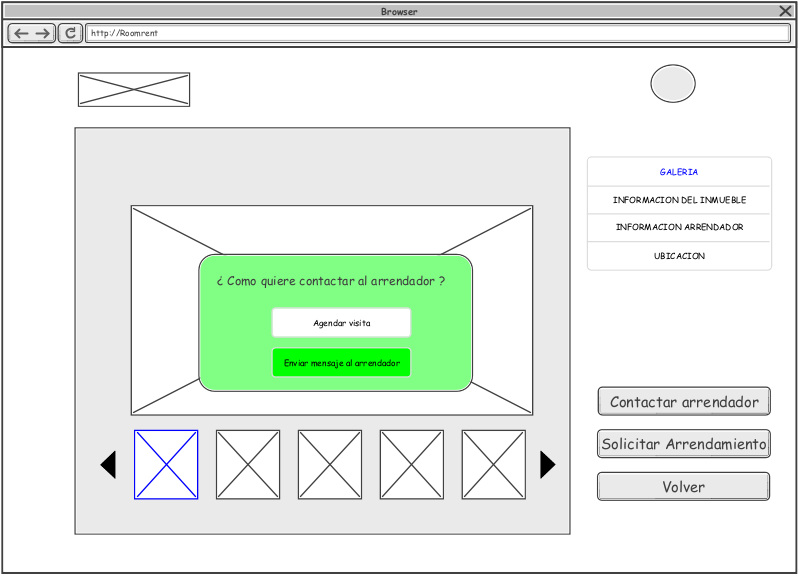 Browser
http://Roomrent
GALERIA
INFORMACION DEL INMUEBLE
INFORMACION ARRENDADOR
UBICACION
¿ Como quiere contactar al arrendador ?
Agendar visita
Enviar mensaje al arrendador
Contactar arrendador
Solicitar Arrendamiento
Volver